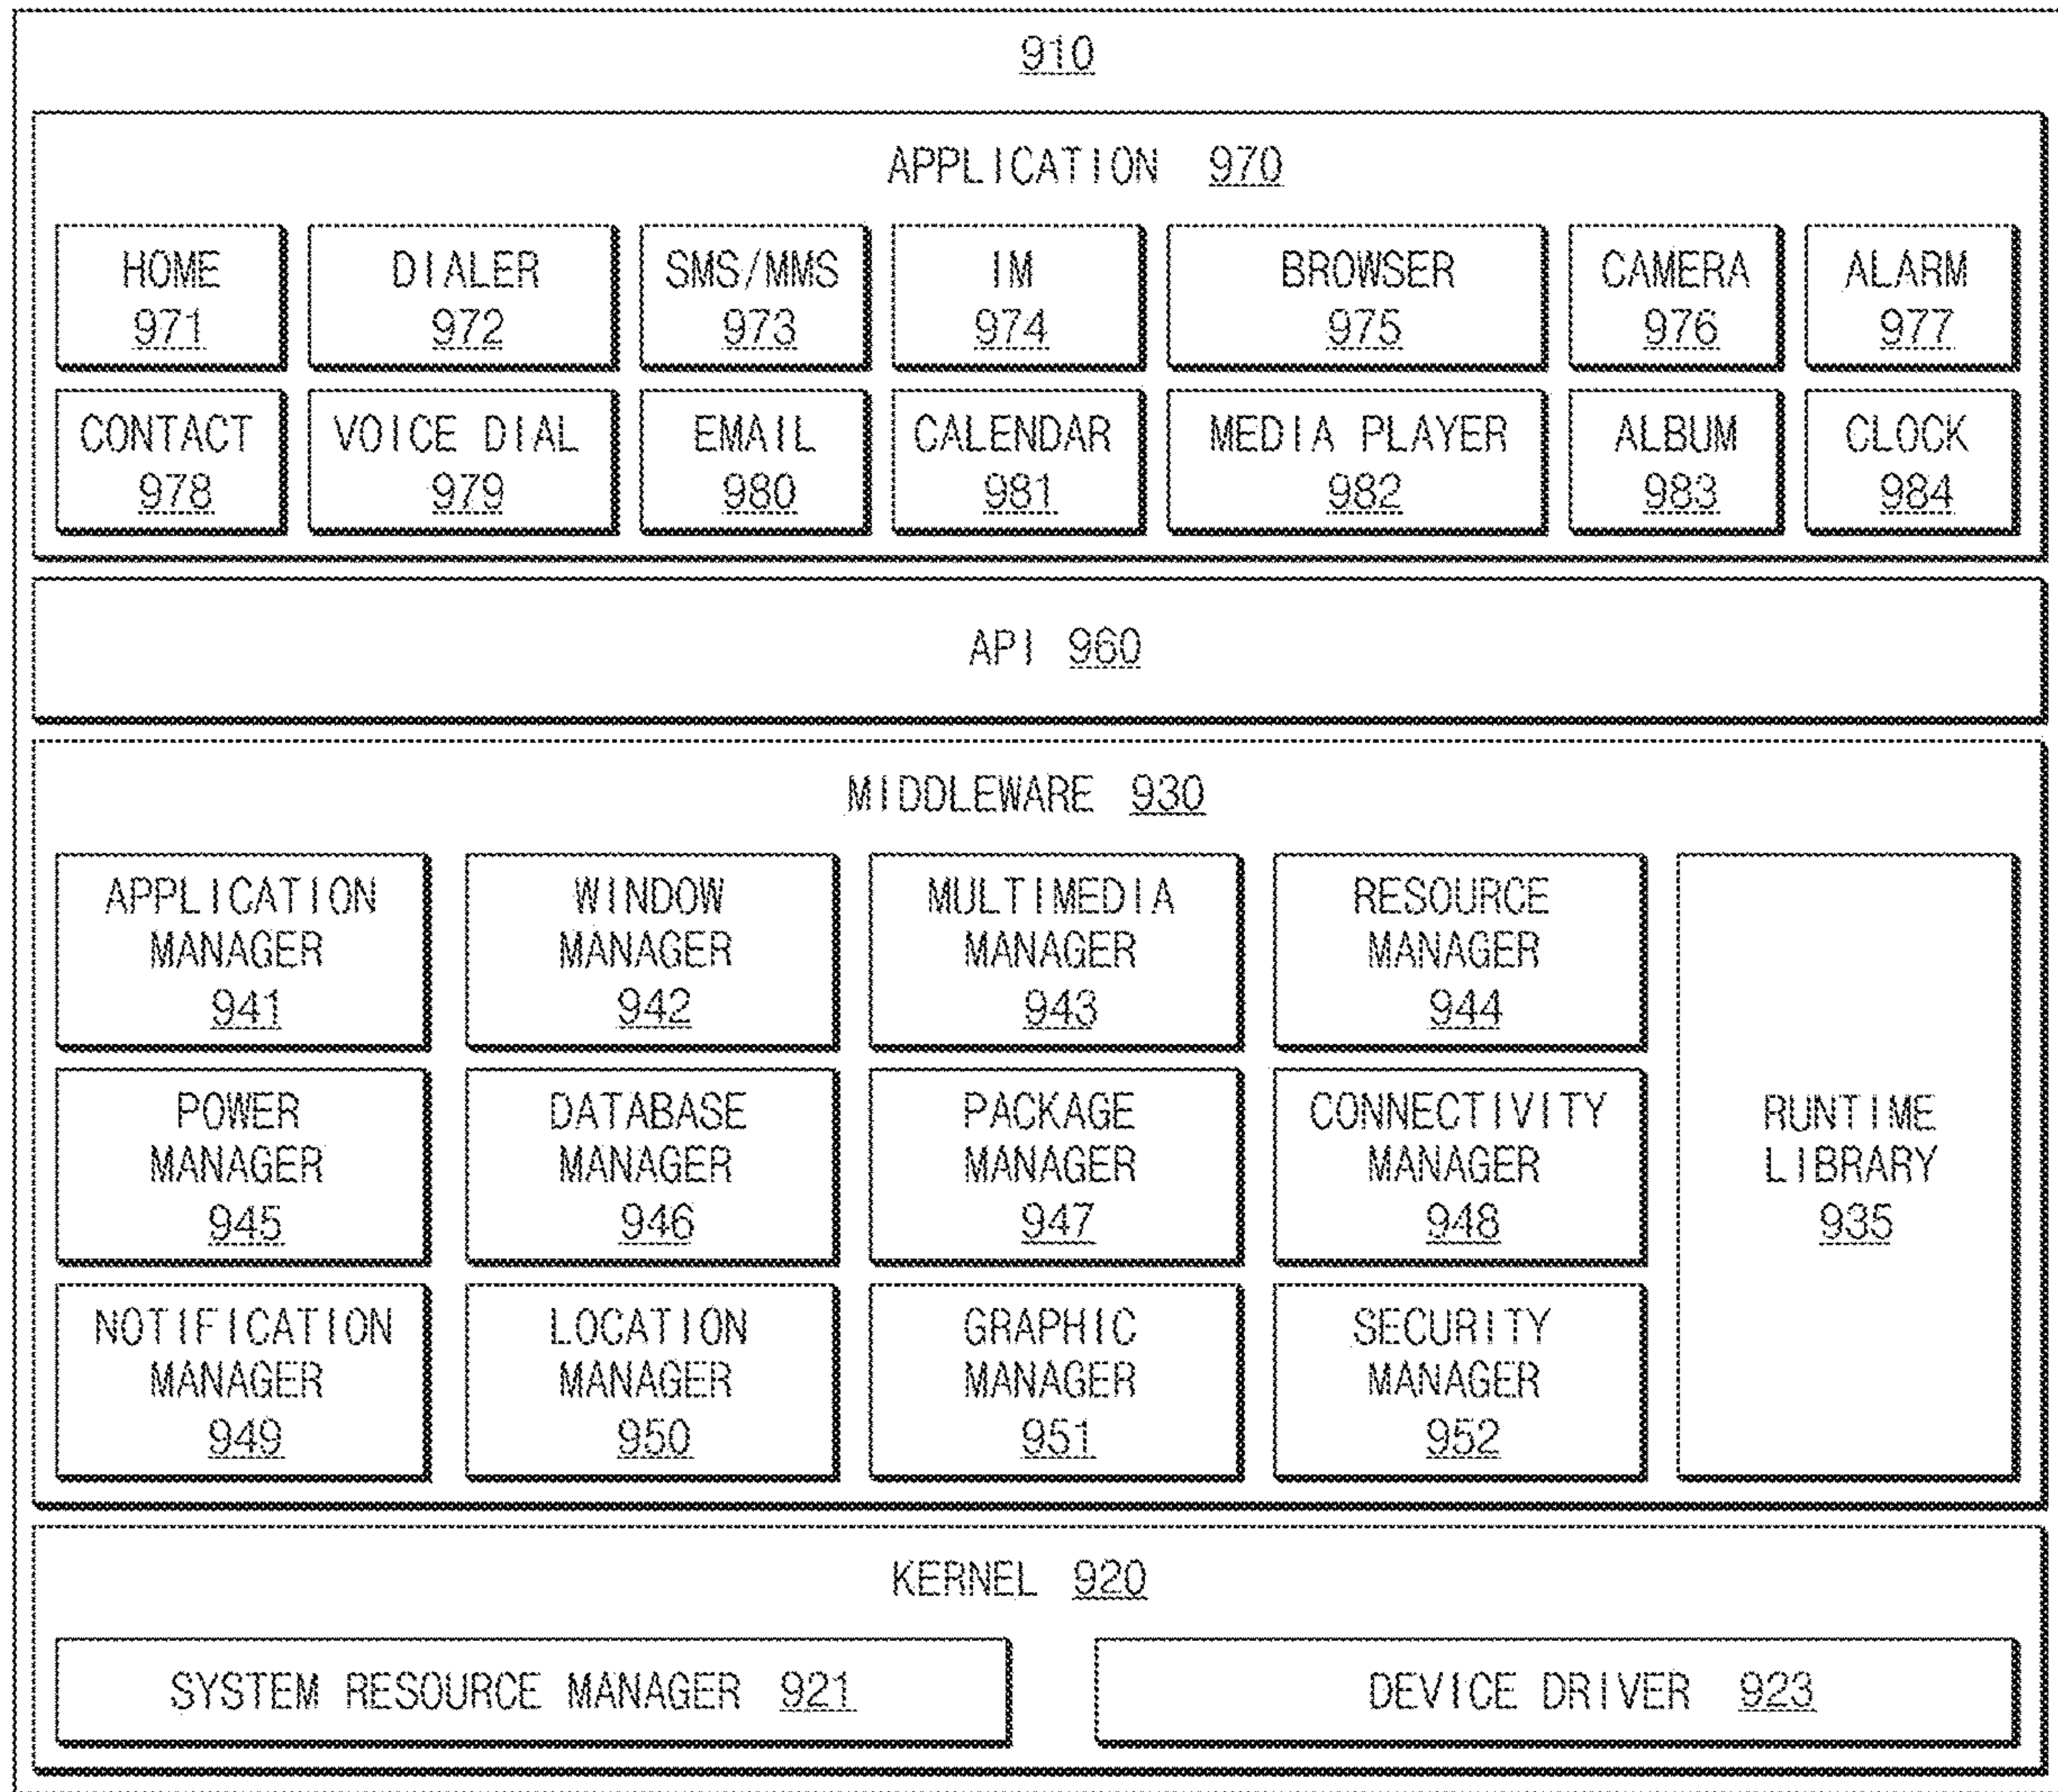 910
APPLICATION 970
HOME
971
DIALER
972
SMS/MMS
973
IM
974
BROWSER
975
CAMERA
976
ALARM
977
CONTACT
978
VOICE DIAL
979
EMAIL
980
CALENDAR
981
MEDIA PLAYER
982
ALBUM
983
CLOCK
984
API 960
MIDDLEWARE 930
APPLICATION
MANAGER
941
WINDOW
MANAGER
942
MULTIMEDIA
MANAGER
943
RESOURCE
MANAGER
944
POWER
MANAGER
945
DATABASE
MANAGER
946
PACKAGE
MANAGER
947
CONNECTIVITY
MANAGER
948
NOTIFICATION
MANAGER
949
LOCATION
MANAGER
950
GRAPHIC
MANAGER
951
SECURITY
MANAGER
952
RUNTIME
LIBRARY
935
KERNEL 920
SYSTEM RESOURCE MANAGER 921
DEVICE DRIVER 923